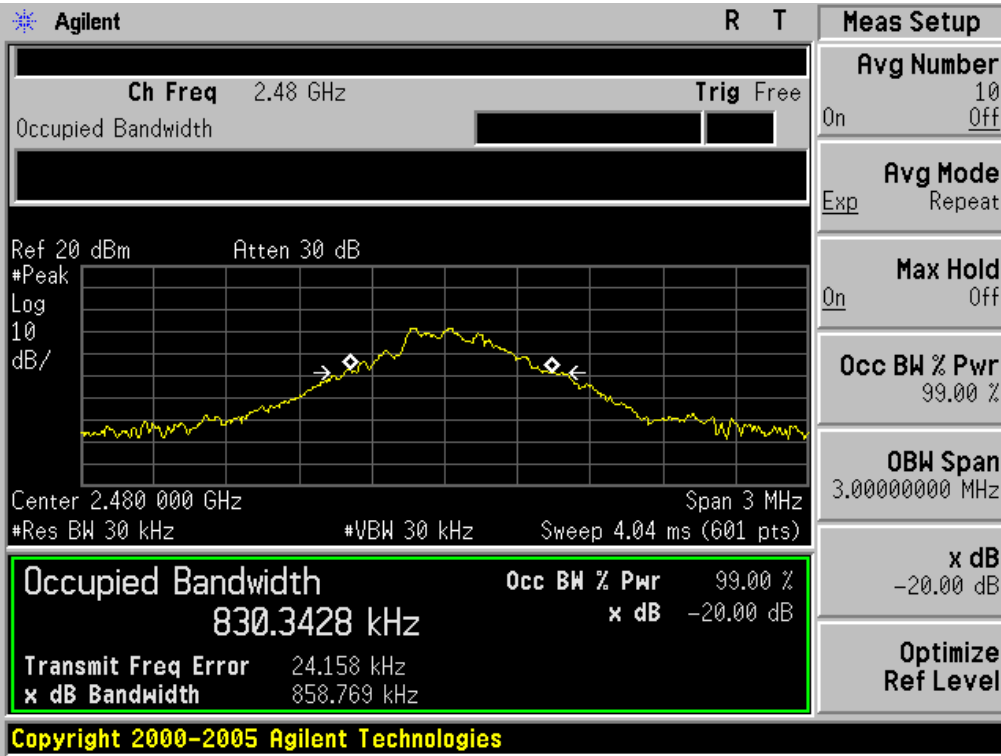 Agilent R T
Meas Setup
Ch Freq 2.48 GHz Trig Free
Occupied Bandwidth
Ref 20 dBm Atten 30 dB
#Peak
Log
10
dB/
Center 2.480 000 GHz Span 3 MHz
#Res BW 30 kHz #VBW 30 kHz Sweep 4.04 ms (601 pts)
Occupied Bandwidth
830.3428 kHz
Occ BW % Pwr 99.00 %
x dB -20.00 dB
Transmit Freq Error 24.158 kHz
x dB Bandwidth 858.769 kHz
Avg Number
10
On Off
Avg Mode
Exp Repeat
Max Hold
On Off
Occ BW % Pwr
99.00 %
OBW Span
3.00000000 MHz
x dB
-20.00 dB
Optimize
Ref Level
Copyright 2000-2005 Agilent Technologies